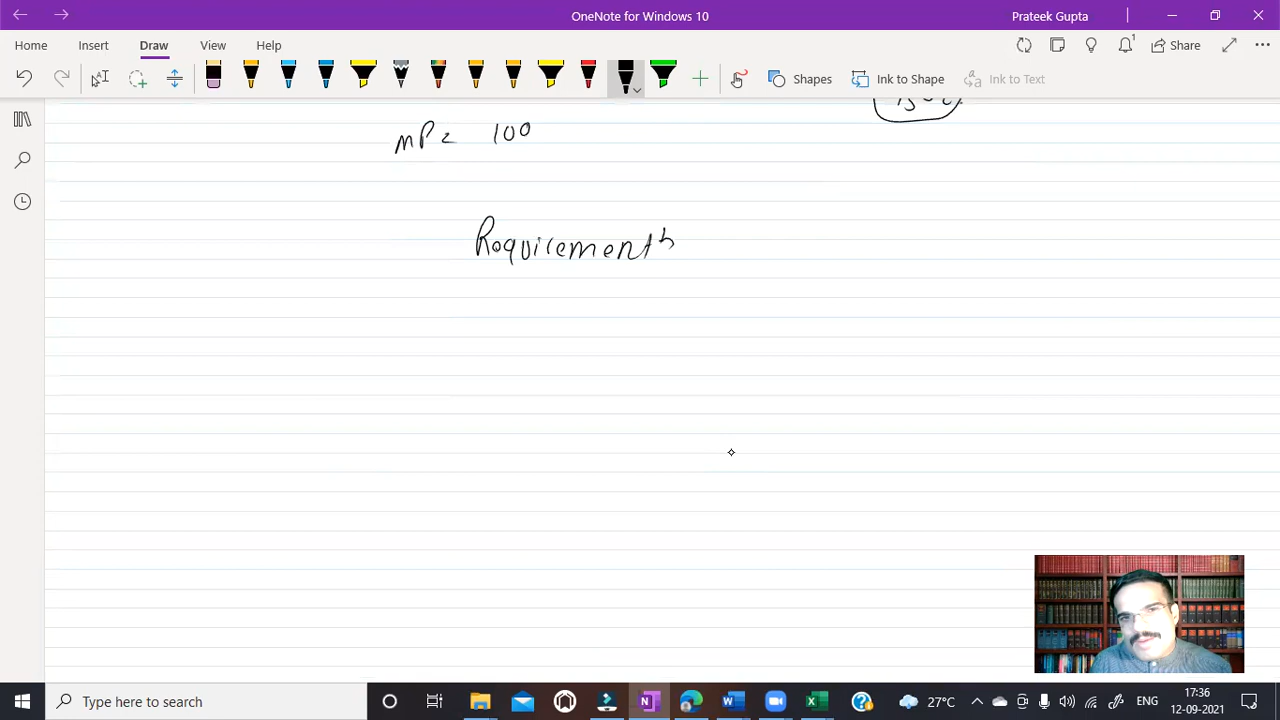 OneNote for Windows 10
Prateek Gupta
Home Insert Draw View Help
Share
Shapes
Ink to Shape
Ink to Text
mP = 100
Requirements
Type here to search
27°C
ENG
17:36
12-09-2021